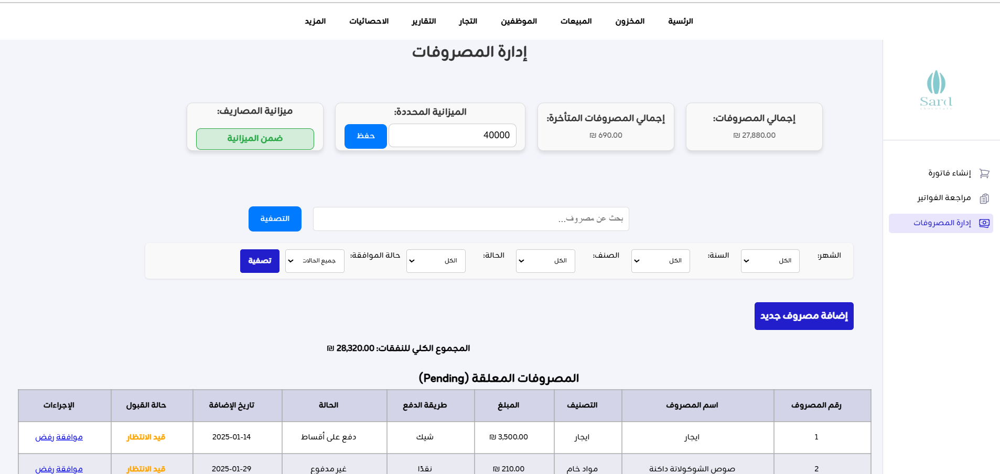 الرئسية المخزون المبيعات الموظفين التجار التقارير الاحصائيات المزيد
Sard
chocolate
إنشاء فاتورة
مراجعة الفواتير
إدارة المصروفات
إدارة المصروفات
إجمالي المصروفات:
27,880.00 ₪
إجمالي المصروفات المتأخرة:
690.00 ₪
الميزانية المحددة:
40000 حفظ
ميزانية المصاريف:
ضمن الميزانية
بحث عن مصروف... التصفية
الشهر: الكل السنة: الكل الصنف: الكل الحالة: الكل حالة الموافقة: جميع الحالات تصفية
إضافة مصروف جديد
المجموع الكلي للنفقات: 28,320.00 ₪
المصروفات المعلقة (Pending)
رقم المصروف اسم المصروف التصنيف المبلغ طريقة الدفع الحالة تاريخ الإضافة حالة القبول الإجراءات
1 ايجار ايجار 3,500.00 ₪ شيك دفع على أقساط 2025-01-14 قيد الانتظار موافقة رفض
2 صوص الشوكولاتة داكنة مواد خام 210.00 ₪ نقدًا غير مدفوع 2025-01-29 قيد الانتظار موافقة رفض